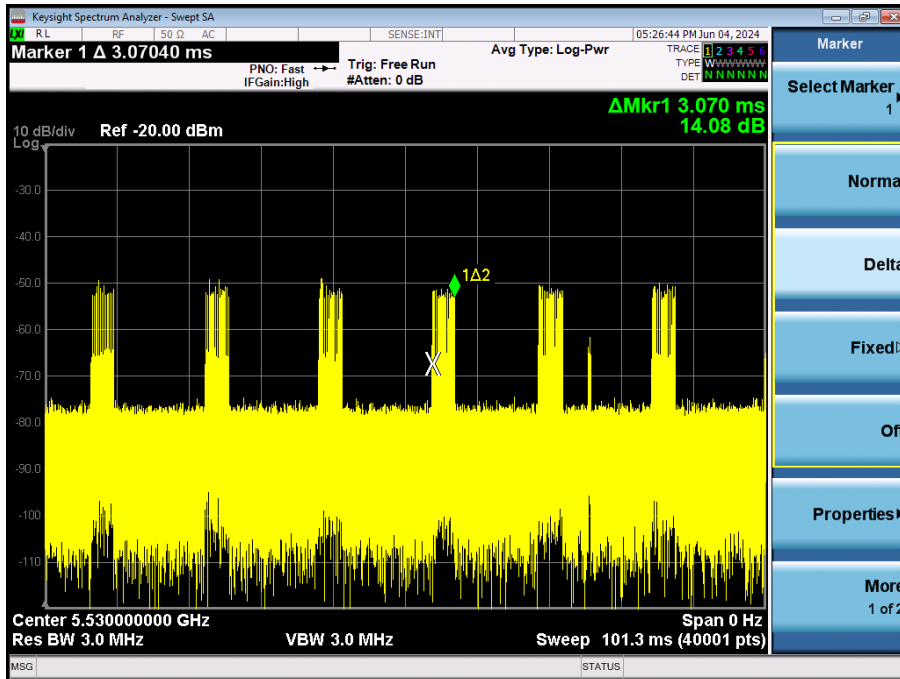 Keysight Spectrum Analyzer - Swept SA
LXI RL RF 50 Ω AC SENSE:INT 05:26:44 PM Jun 04, 2024
Marker 1 Δ 3.07040 ms
PNO: Fast
IFGain:High
Trig: Free Run
#Atten: 0 dB
Avg Type: Log-Pwr
TRACE 1 2 3 4 5 6
TYPE WWWWWW
DET N N N N N N
ΔMkr1 3.070 ms
14.08 dB
10 dB/div Ref -20.00 dBm
Log
-30.0
-40.0
-50.0
1Δ2
-60.0
X
-70.0
-80.0
-90.0
-100
-110
Center 5.530000000 GHz Span 0 Hz
Res BW 3.0 MHz VBW 3.0 MHz Sweep 101.3 ms (40001 pts)
MSG STATUS
Marker
Select Marker
1
Norma
Delta
Fixed
Of
Properties
More
1 of 2